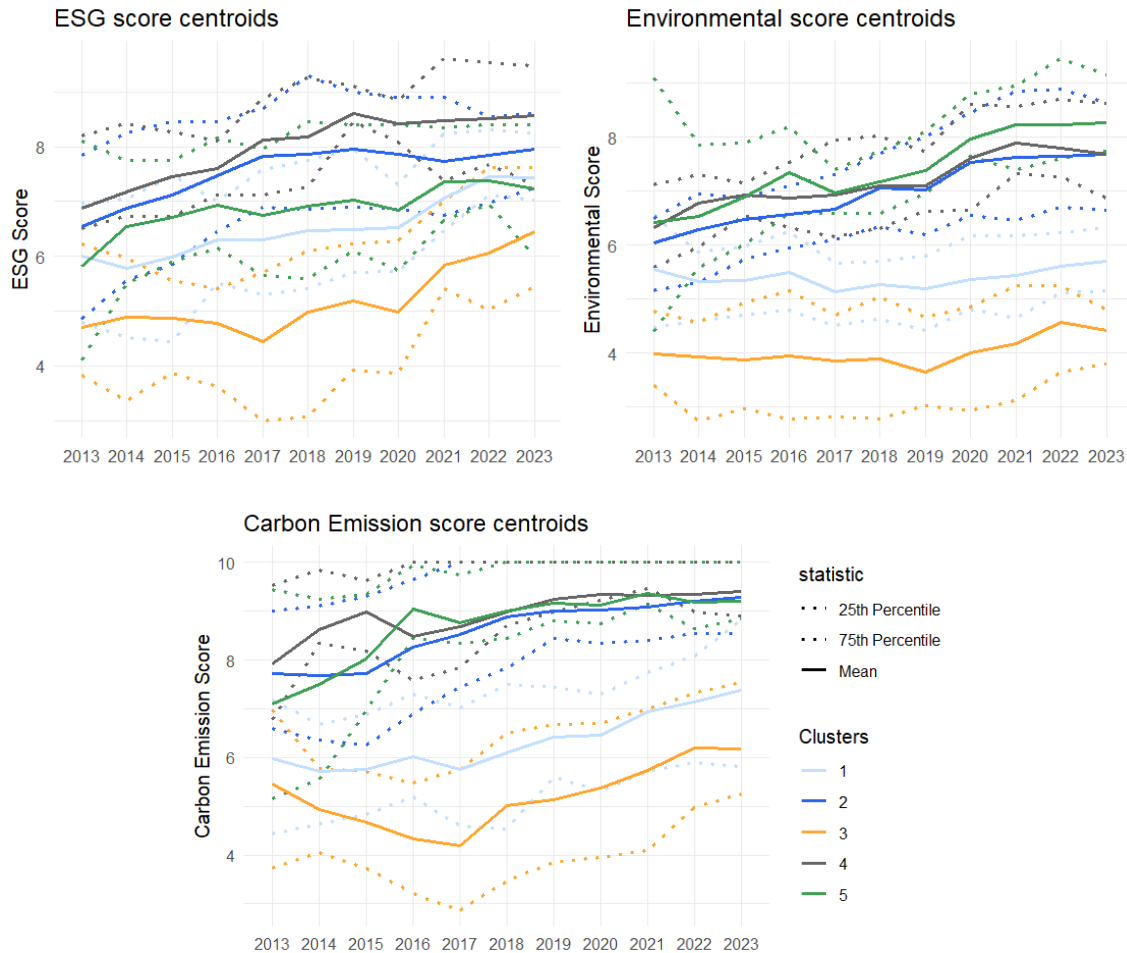 ESG score centroids
ESG Score
8
6
4
2013 2014 2015 2016 2017 2018 2019 2020 2021 2022 2023
Environmental score centroids
Environmental Score
8
6
4
2013 2014 2015 2016 2017 2018 2019 2020 2021 2022 2023
Carbon Emission score centroids
Carbon Emission Score
10
8
6
4
2013 2014 2015 2016 2017 2018 2019 2020 2021 2022 2023
statistic
25th Percentile
75th Percentile
Mean
Clusters
1
2
3
4
5